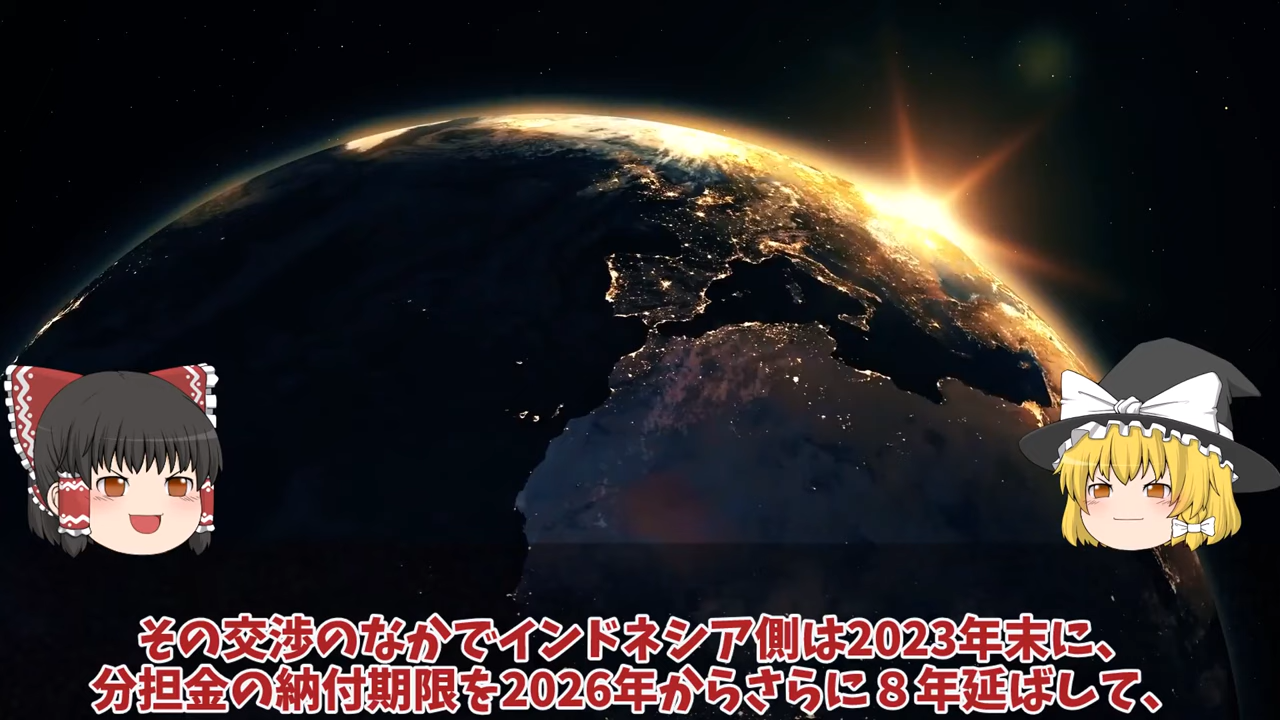 その交渉のなかでインドネシア側は2023年末に、
分担金の納付期限を2026年からさらに８年延ばして、